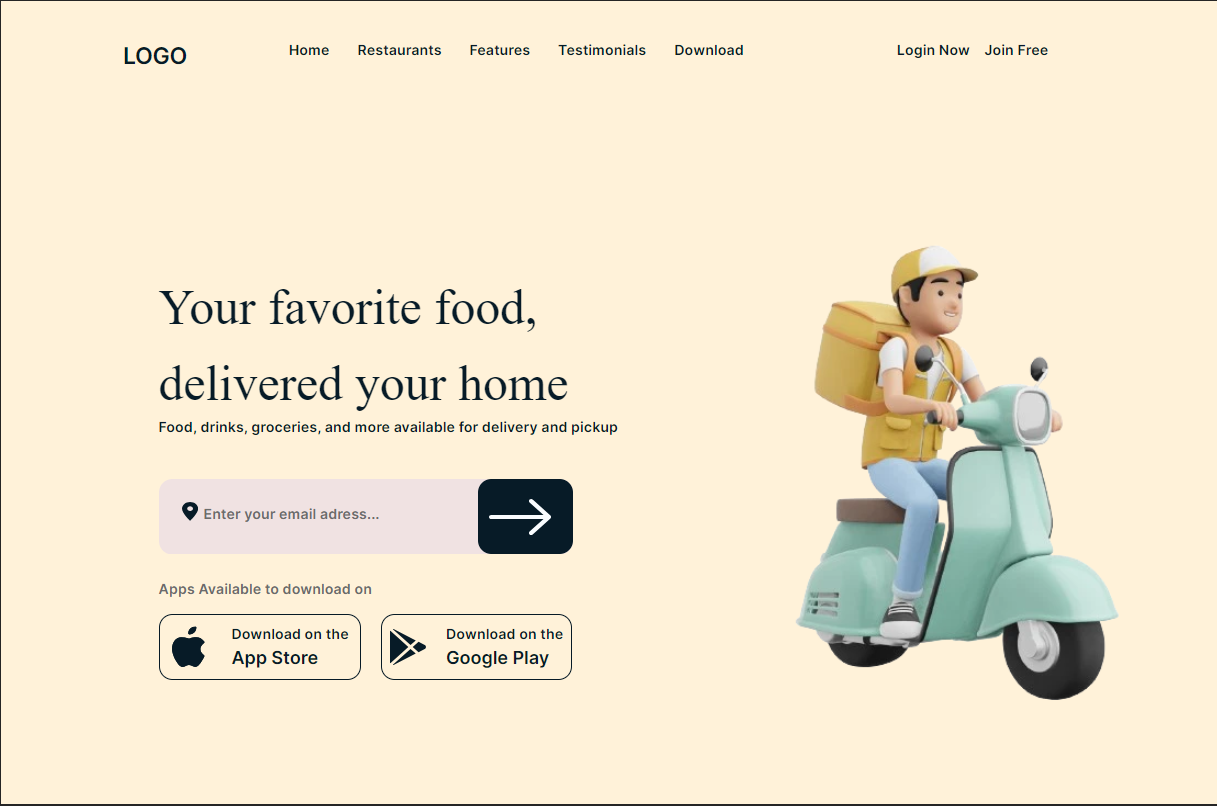 LOGO
Home Restaurants Features Testimonials Download
Login Now Join Free
Your favorite food,
delivered your home
Food, drinks, groceries, and more available for delivery and pickup
Enter your email adress...
Apps Available to download on
Download on the
App Store
Download on the
Google Play